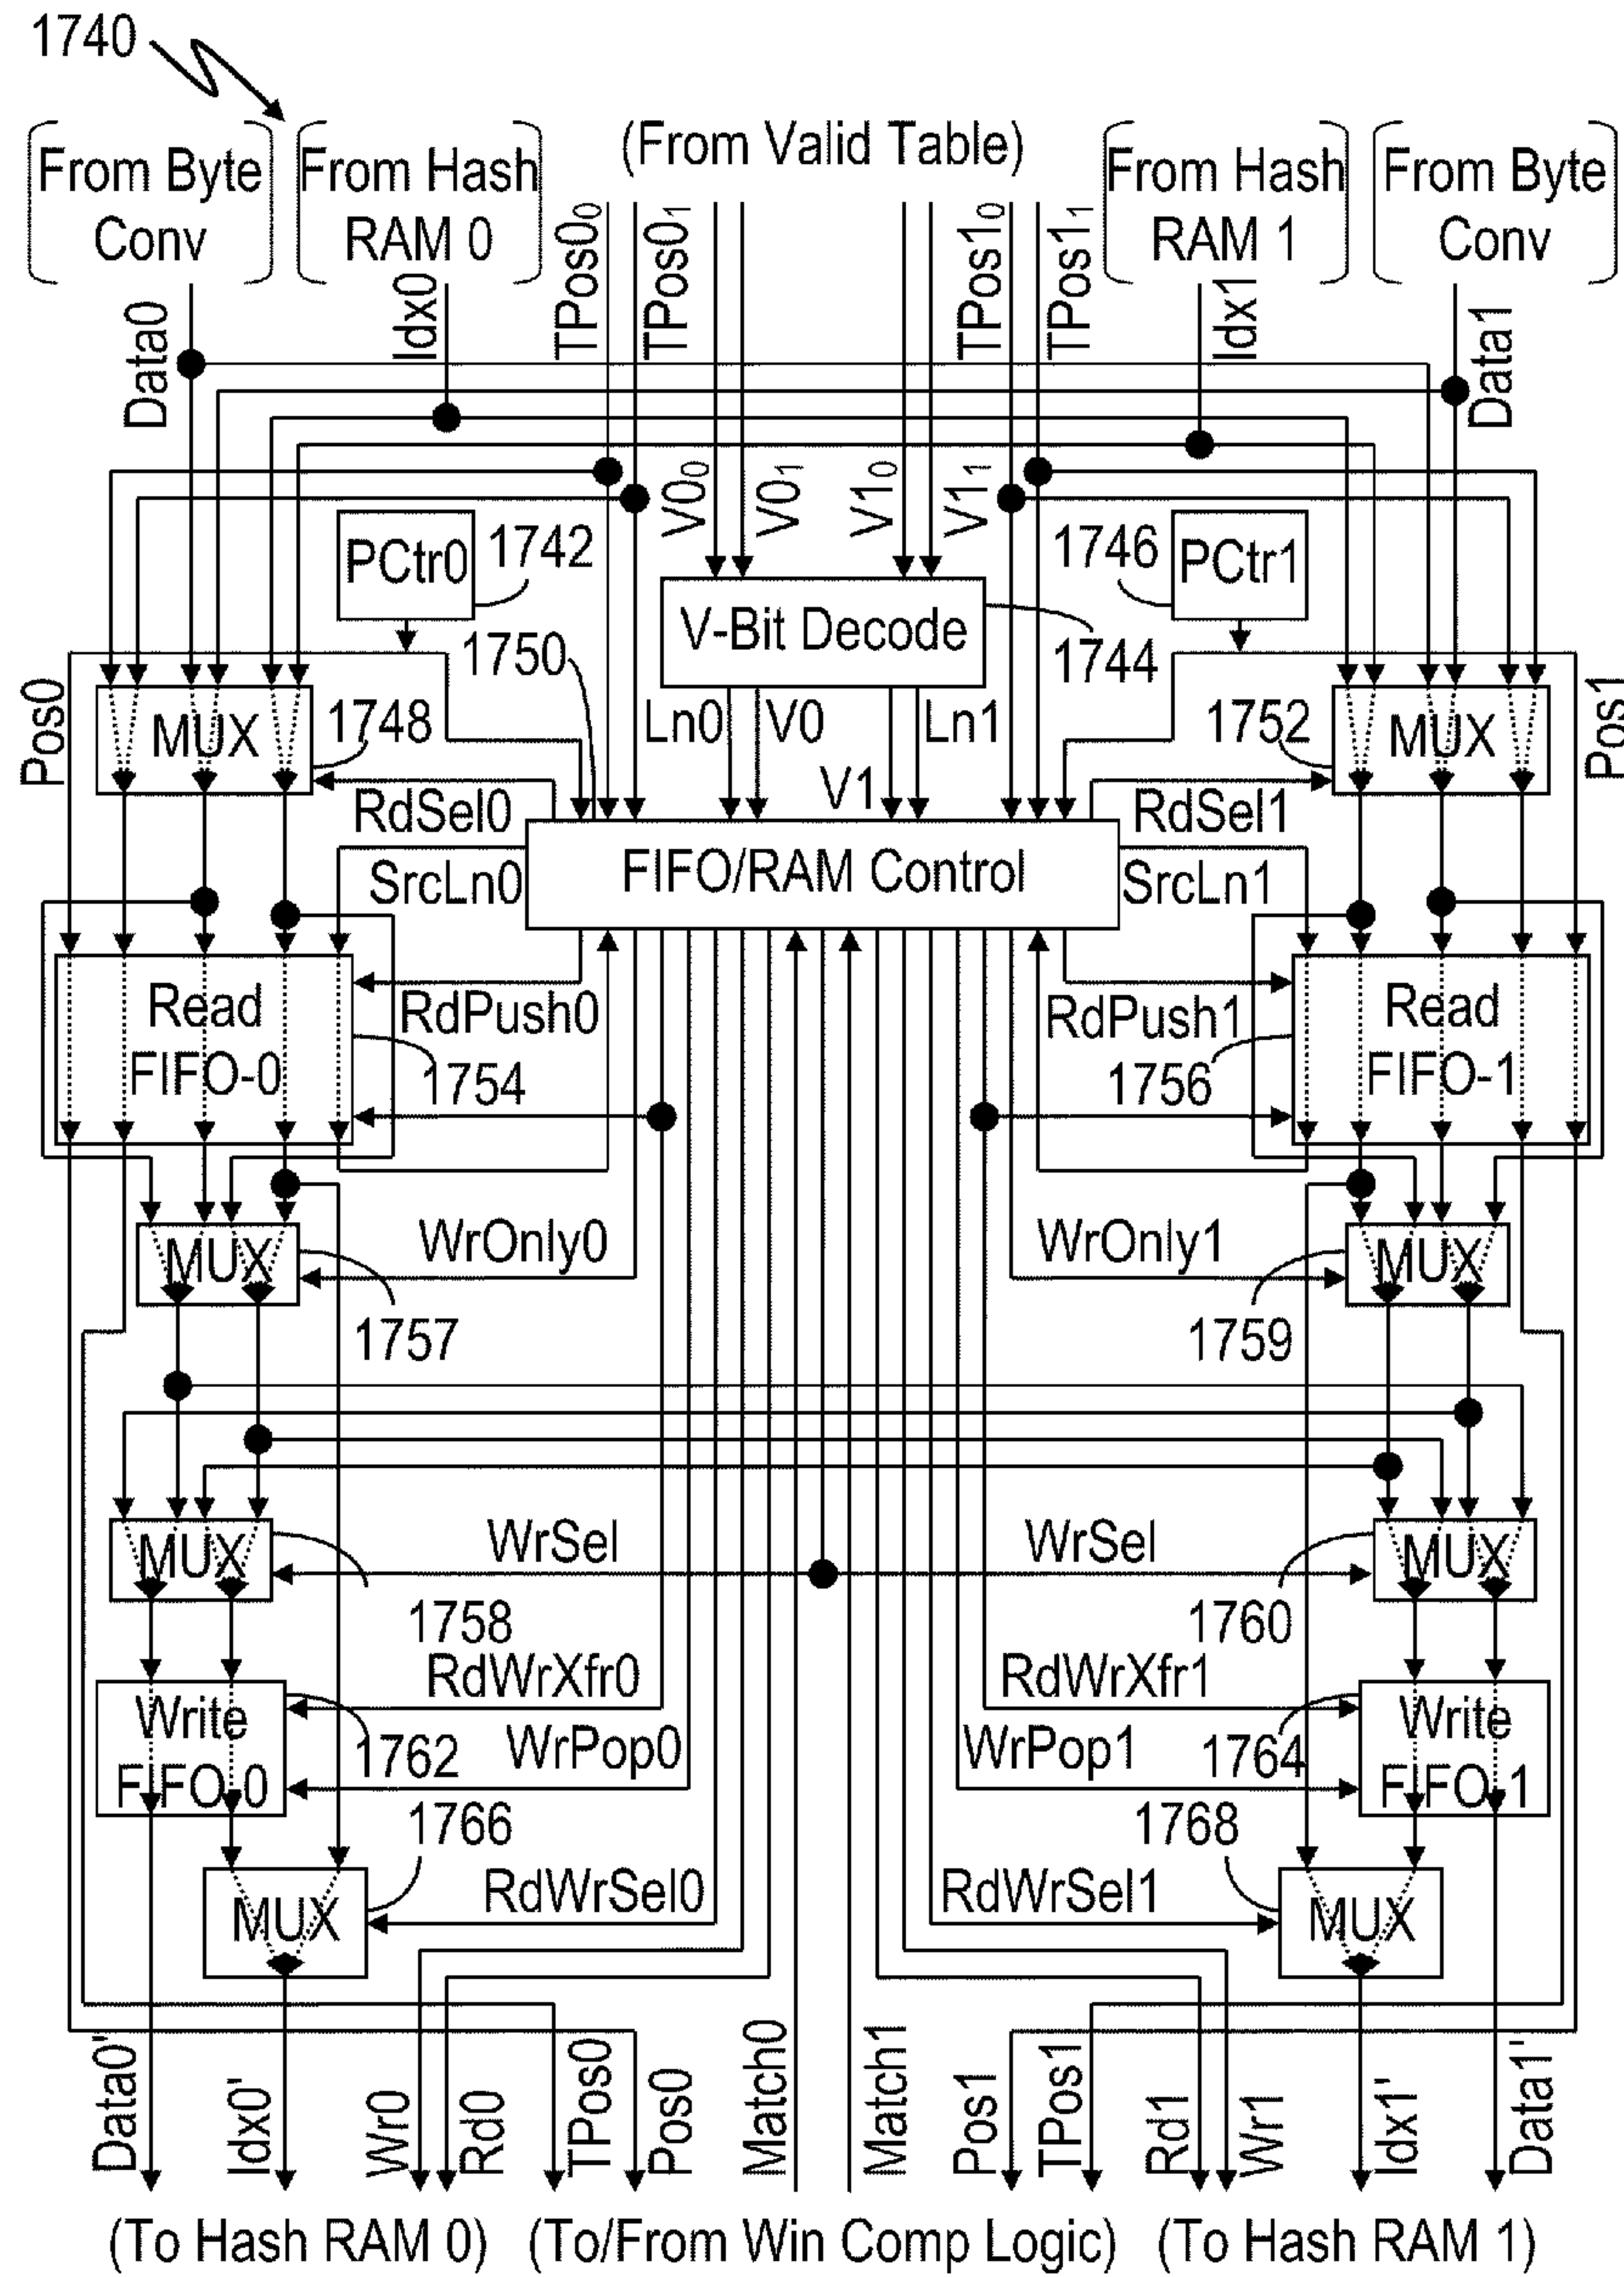 1740
From Byte Conv
From Hash RAM 0
(From Valid Table)
From Hash RAM 1
From Byte Conv
Data0
Idx0
TPos0₀
TPos0₁
TPos1₀
TPos1₁
Idx1
Data1
V0₀
V0₁
V1₀
V1₁
PCtr0
1742
1746
PCtr1
V-Bit Decode
1750
1744
Pos0
MUX
1748
Ln0
V0
Ln1
1752
MUX
Pos1
V1
RdSel0
RdSel1
SrcLn0
FIFO/RAM Control
SrcLn1
Read FIFO-0
RdPush0
RdPush1
Read FIFO-1
1754
1756
MUX
WrOnly0
WrOnly1
MUX
1757
1759
MUX
WrSel
WrSel
MUX
1758
1760
RdWrXfr0
RdWrXfr1
Write FIFO-0
1762
WrPop0
WrPop1
1764
Write FIFO-1
1766
1768
MUX
RdWrSel0
RdWrSel1
MUX
Data0'
Idx0'
Wr0
Rd0
TPos0
Pos0
Match0
Match1
Pos1
TPos1
Rd1
Wr1
Idx1'
Data1'
(To Hash RAM 0)
(To/From Win Comp Logic)
(To Hash RAM 1)